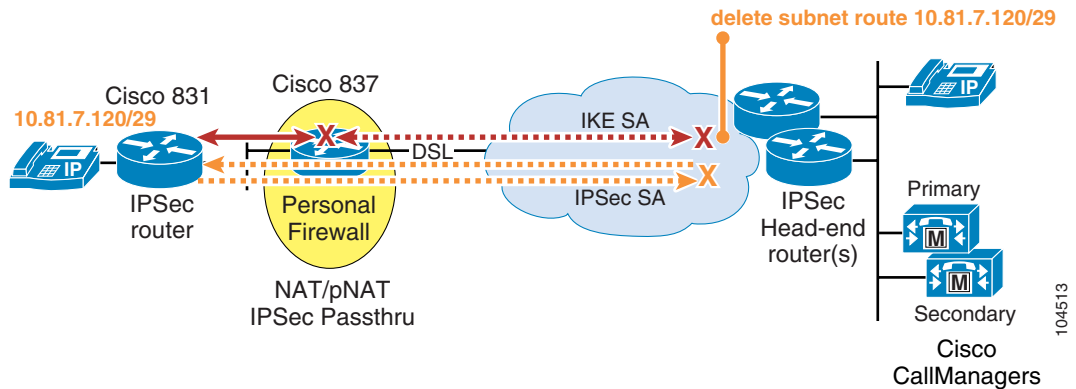 delete subnet route 10.81.7.120/29
Cisco 837
Cisco 831
10.81.7.120/29
IP
IP
X
IKE SA
X
DSL
IPSec SA
X
IPSec
router
Personal
Firewall
NAT/pNAT
IPSec Passthru
IPSec
Head-end
router(s)
Primary
M
M
Secondary
Cisco
CallManagers
104513